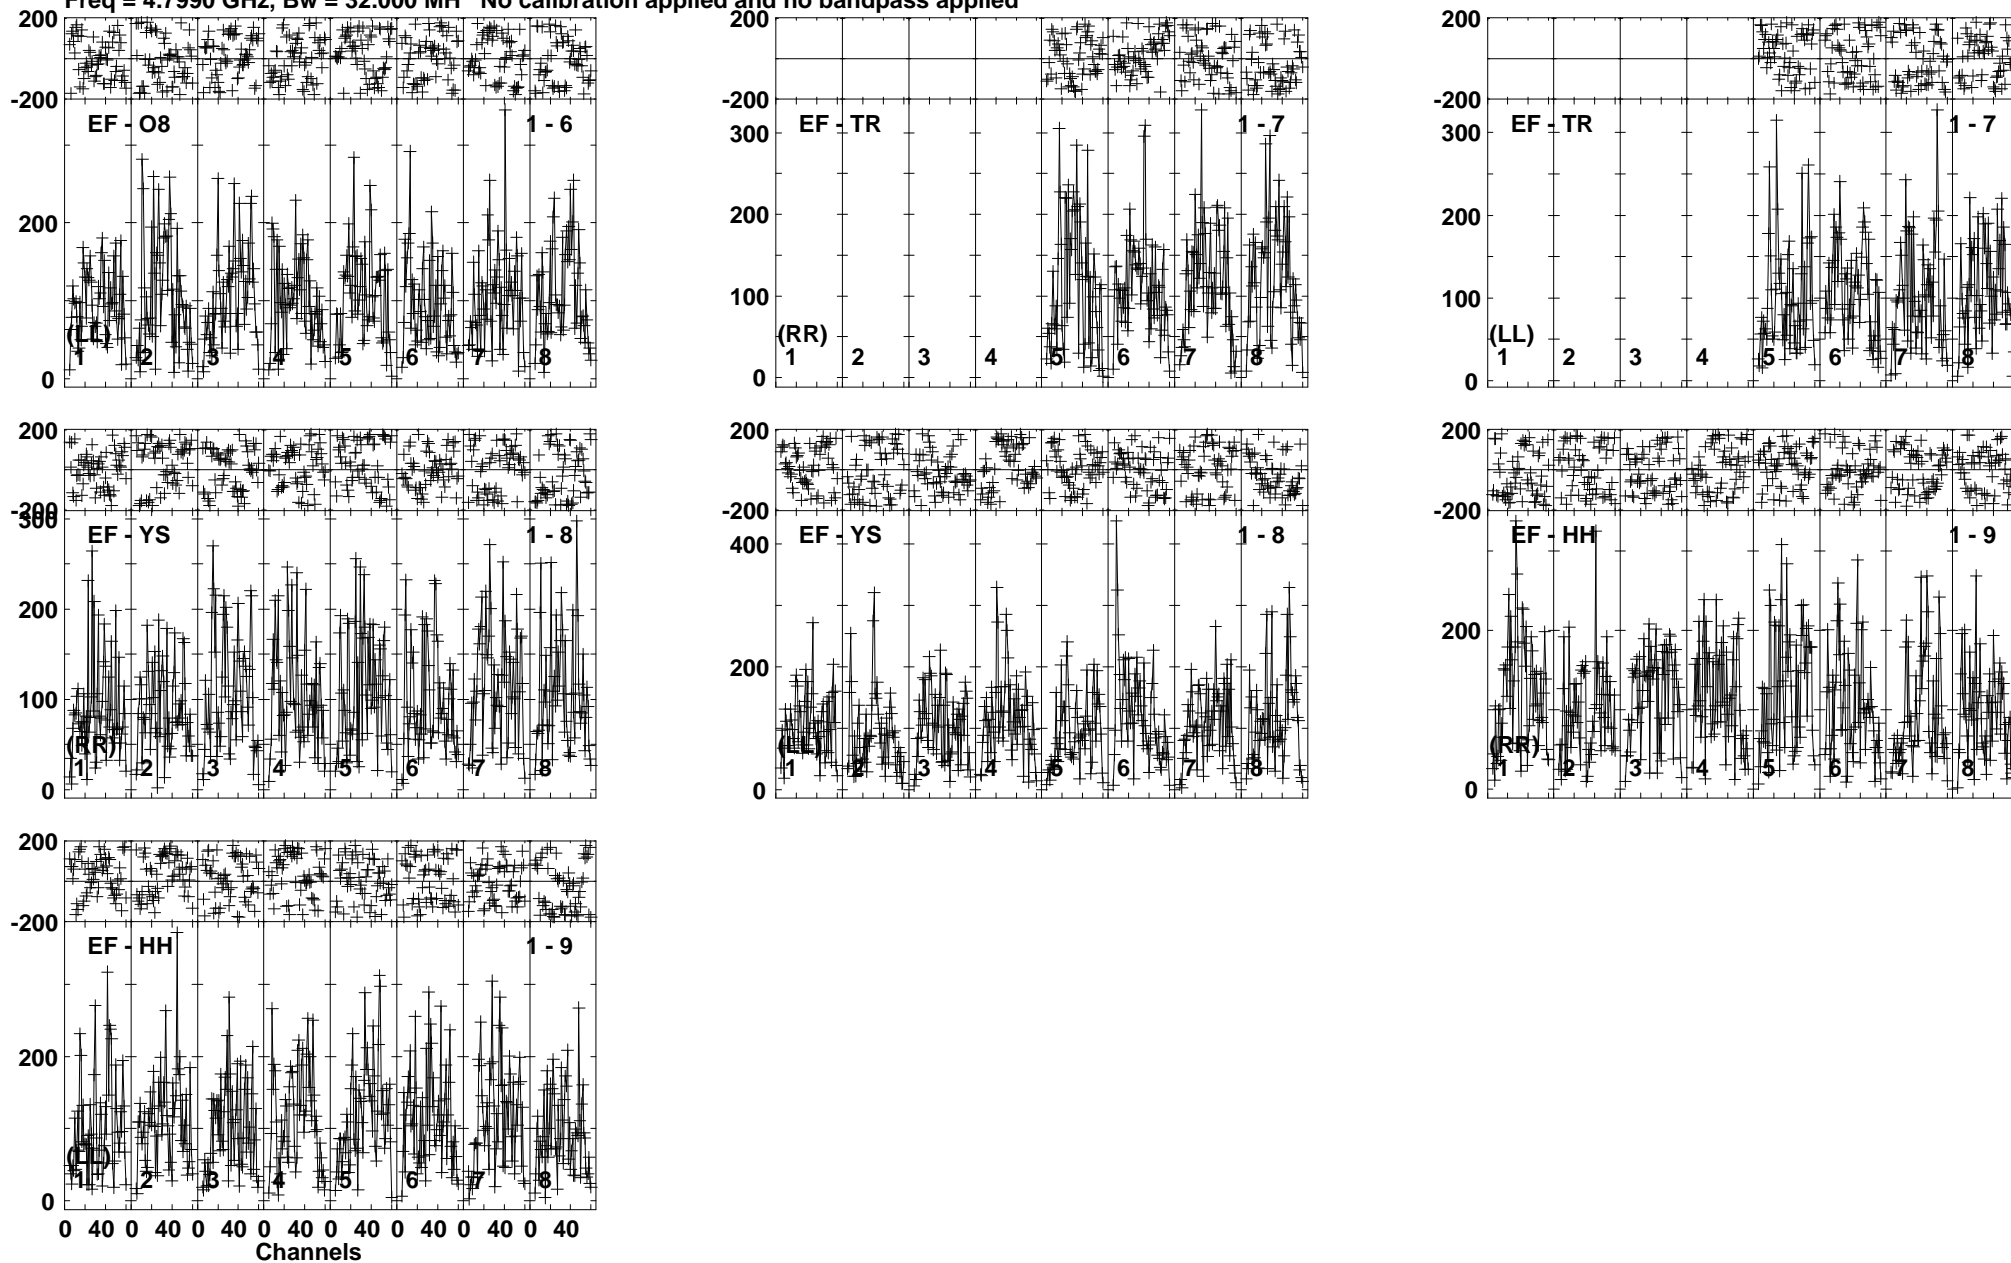 Freq = 4.7990 GHz, Bw = 32.000 MH No calibration applied and no bandpass applied
200 200 200
-200 -200 -200
EF - O8 1 - 6 EF - TR 1 - 7 EF - TR 1 - 7
300 300
200 200 200
100 100
(LL) (RR) (LL)
1 2 3 4 5 6 7 8 1 2 3 4 5 6 7 8 1 2 3 4 5 6 7 8
0 0 0
200 200 200
-200 -200 -200
300
EF - YS 1 - 8 EF - YS 1 - 8 EF - HH 1 - 9
400
200 200 200
100
(RR) (LL) (RR)
1 2 3 4 5 6 7 8 1 2 3 4 5 6 7 8 1 2 3 4 5 6 7 8
0 0 0
200
-200
EF - HH 1 - 9
200
(LL)
1 2 3 4 5 6 7 8
0
0 40 0 40 0 40 0 40 0 40 0 40 0 40 0 40
Channels